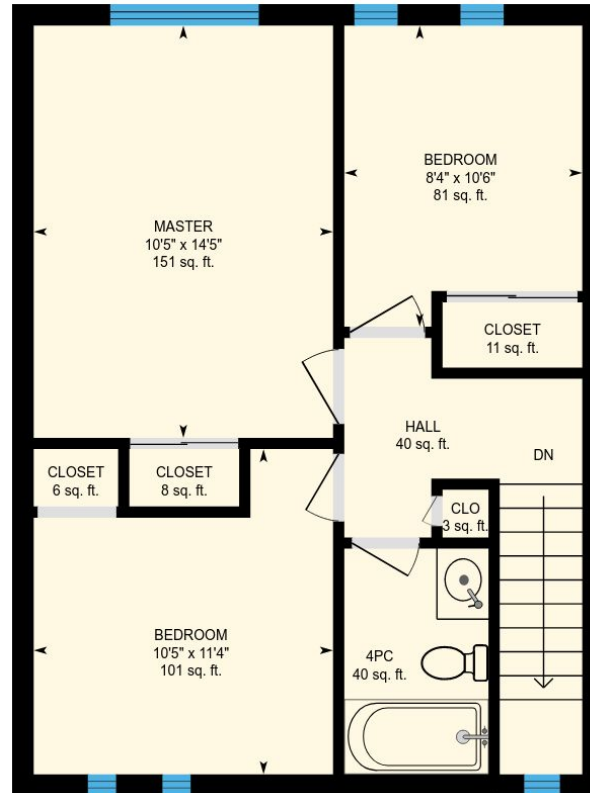 MASTER
10'5" x 14'5"
151 sq. ft.
BEDROOM
8'4" x 10'6"
81 sq. ft.
CLOSET
11 sq. ft.
HALL
40 sq. ft.
DN
CLOSET
6 sq. ft.
CLOSET
8 sq. ft.
CLO
3 sq. ft.
BEDROOM
10'5" x 11'4"
101 sq. ft.
4PC
40 sq. ft.